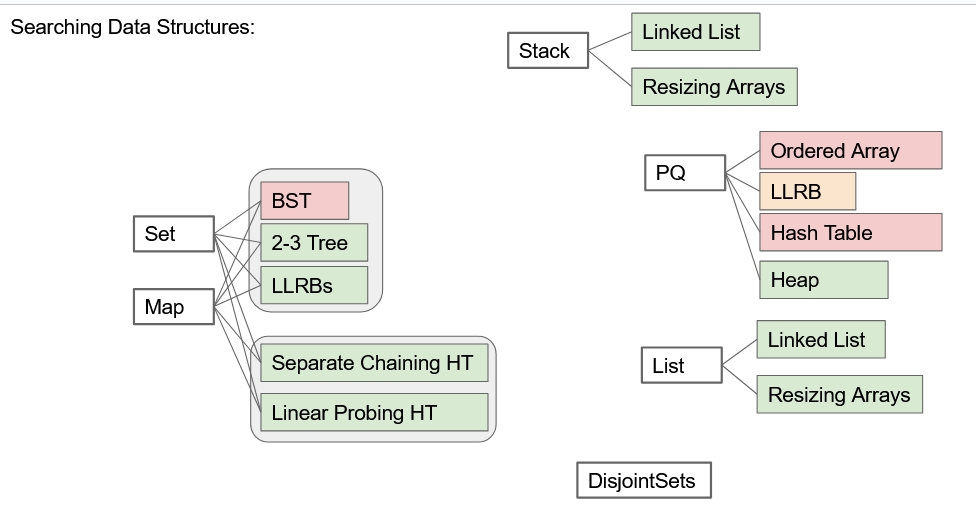 Searching Data Structures:
Stack
Linked List
Resizing Arrays
PQ
Ordered Array
LLRB
Hash Table
Heap
Set
Map
BST
2-3 Tree
LLRBs
Separate Chaining HT
Linear Probing HT
List
Linked List
Resizing Arrays
DisjointSets